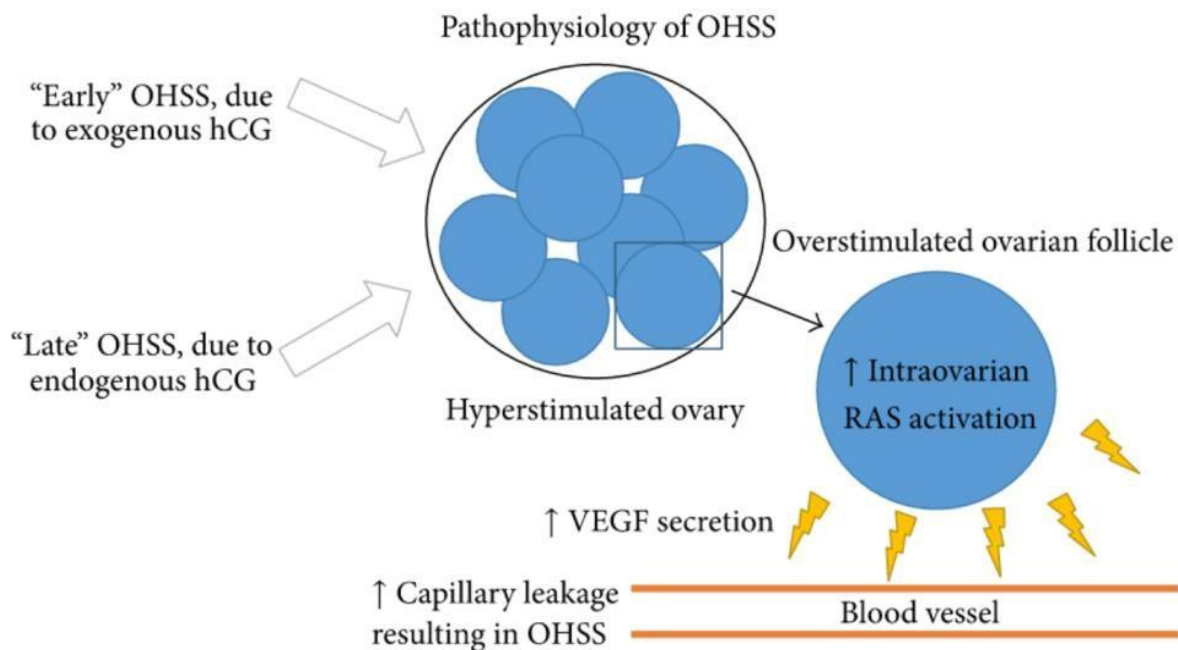 Pathophysiology of OHSS
“Early” OHSS, due
to exogenous hCG
Overstimulated ovarian follicle
“Late” OHSS, due to
endogenous hCG
Hyperstimulated ovary
↑ Intraovarian
RAS activation
↑ VEGF secretion
↑ Capillary leakage
resulting in OHSS
Blood vessel